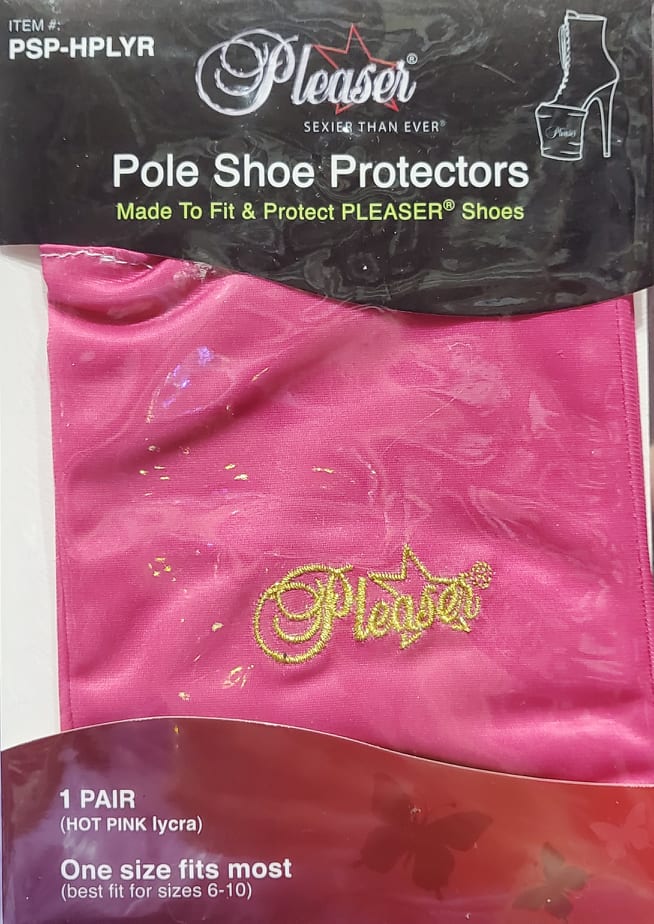 ITEM #:
PSP-HPLYR
Pleaser®
SEXIER THAN EVER®
Pleaser
Pole Shoe Protectors
Made To Fit & Protect PLEASER® Shoes
Pleaser®
1 PAIR
(HOT PINK lycra)
One size fits most
(best fit for sizes 6-10)